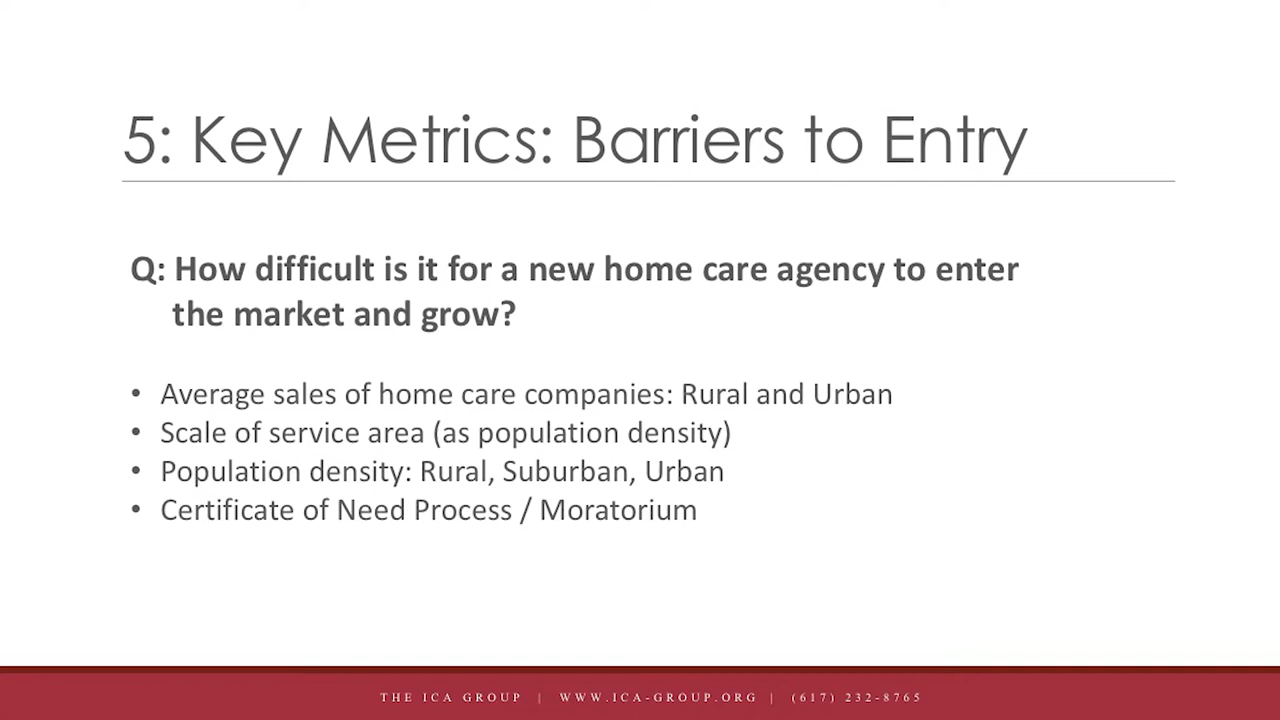 5: Key Metrics: Barriers to Entry
Q: How difficult is it for a new home care agency to enter
the market and grow?
• Average sales of home care companies: Rural and Urban
• Scale of service area (as population density)
• Population density: Rural, Suburban, Urban
• Certificate of Need Process / Moratorium
THE ICA GROUP | WWW.ICA-GROUP.ORG | (617) 232-8765